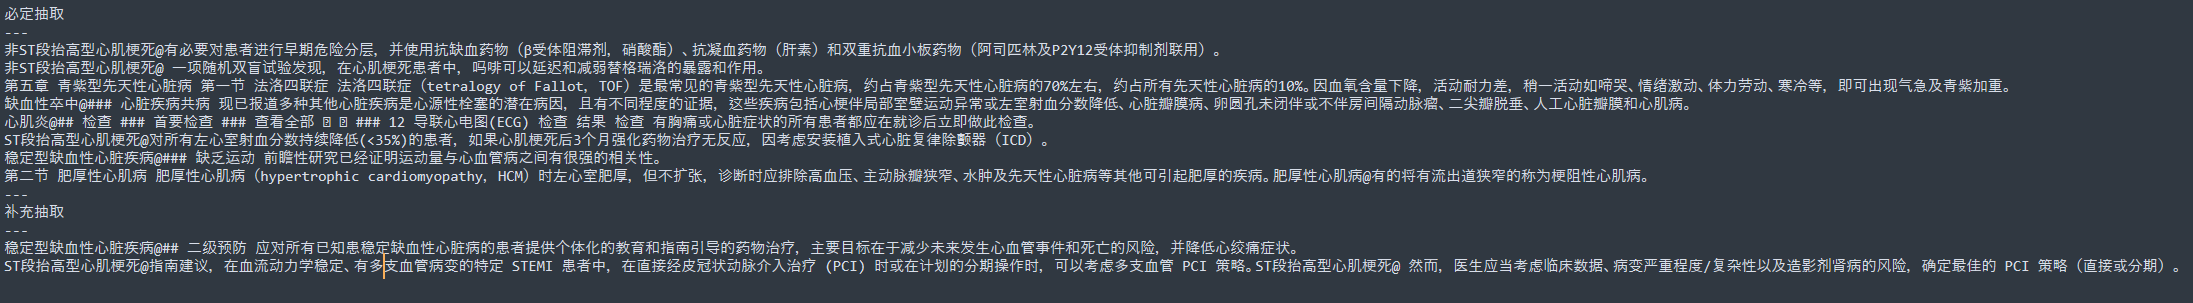 必定抽取
---
非ST段抬高型心肌梗死@有必要对患者进行早期危险分层，并使用抗缺血药物（β受体阻滞剂，硝酸酯）、抗凝血药物（肝素）和双重抗血小板药物（阿司匹林及P2Y12受体抑制剂联用）。
非ST段抬高型心肌梗死@ 一项随机双盲试验发现，在心肌梗死患者中，吗啡可以延迟和减弱替格瑞洛的暴露和作用。
第五章 青紫型先天性心脏病 第一节 法洛四联症 法洛四联症（tetralogy of Fallot，TOF）是最常见的青紫型先天性心脏病，约占青紫型先天性心脏病的70%左右，约占所有先天性心脏病的10%。因血氧含量下降，活动耐力差，稍一活动如啼哭、情绪激动、体力劳动、寒冷等，即可出现气急及青紫加重。
缺血性卒中@### 心脏疾病共病 现已报道多种其他心脏疾病是心源性栓塞的潜在病因，且有不同程度的证据，这些疾病包括心梗伴局部室壁运动异常或左室射血分数降低、心脏瓣膜病、卵圆孔未闭伴或不伴房间隔动脉瘤、二尖瓣脱垂、人工心脏瓣膜和心肌病。
心肌炎@## 检查 ### 首要检查 ### 查看全部 ### 12 导联心电图(ECG) 检查 结果 检查 有胸痛或心脏症状的所有患者都应在就诊后立即做此检查。
ST段抬高型心肌梗死@对所有左心室射血分数持续降低(<35%)的患者，如果心肌梗死后3个月强化药物治疗无反应，因考虑安装植入式心脏复律除颤器（ICD）。
稳定型缺血性心脏疾病@### 缺乏运动 前瞻性研究已经证明运动量与心血管病之间有很强的相关性。
第二节 肥厚性心肌病 肥厚性心肌病（hypertrophic cardiomyopathy，HCM）时左心室肥厚，但不扩张，诊断时应排除高血压、主动脉瓣狭窄、水肿及先天性心脏病等其他可引起肥厚的疾病。肥厚性心肌病@有的将有流出道狭窄的称为梗阻性心肌病。
---
补充抽取
---
稳定型缺血性心脏疾病@## 二级预防 应对所有已知患稳定缺血性心脏病的患者提供个体化的教育和指南引导的药物治疗，主要目标在于减少未来发生心血管事件和死亡的风险，并降低心绞痛症状。
ST段抬高型心肌梗死@指南建议，在血流动力学稳定、有多支血管病变的特定 STEMI 患者中，在直接经皮冠状动脉介入治疗 (PCI) 时或在计划的分期操作时，可以考虑多支血管 PCI 策略。ST段抬高型心肌梗死@ 然而，医生应当考虑临床数据、病变严重程度/复杂性以及造影剂肾病的风险，确定最佳的 PCI 策略（直接或分期）。